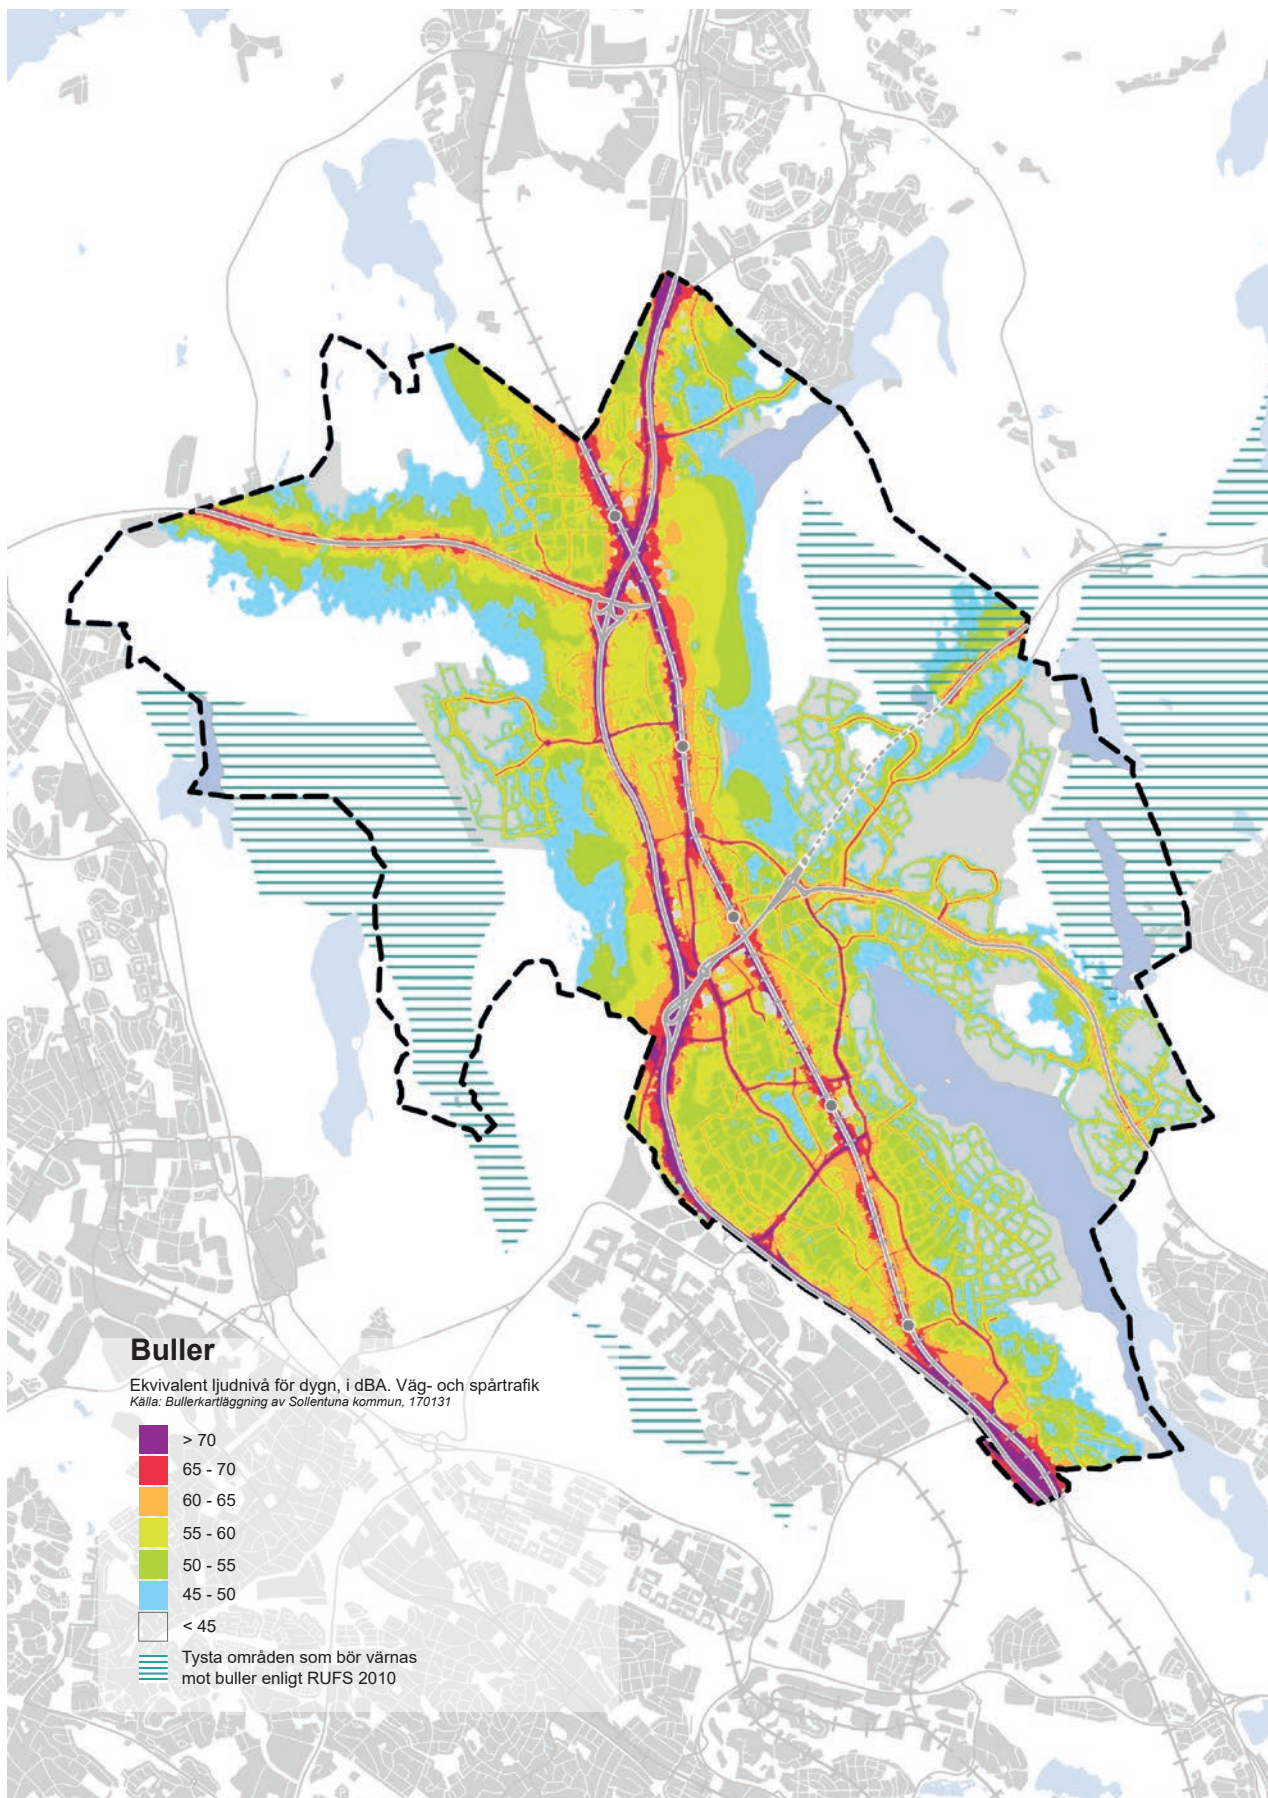 Buller
Ekvivalent ljudnivå för dygn, i dBA. Väg- och spårtrafik
Källa: Bullerkartläggning av Sollentuna kommun, 170131
> 70
65 - 70
60 - 65
55 - 60
50 - 55
45 - 50
< 45
Tysta områden som bör värnas
mot buller enligt RUFS 2010